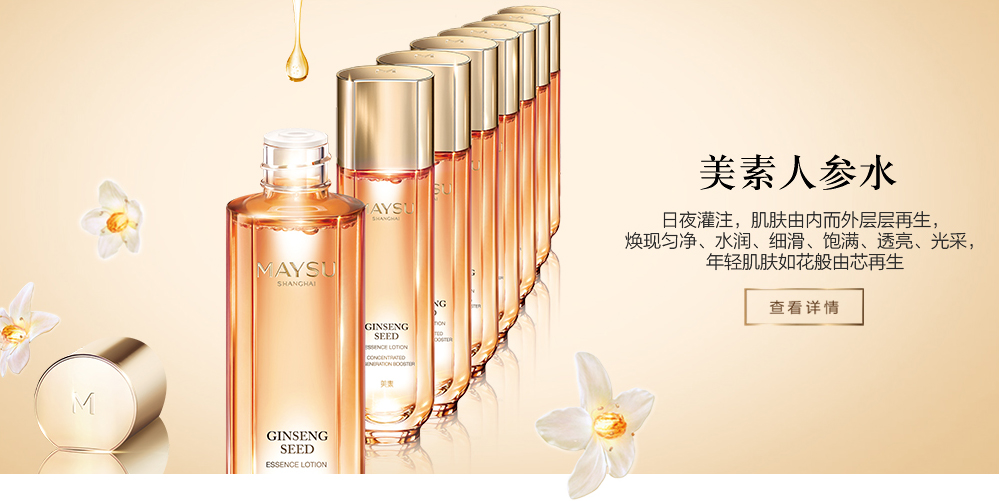 美素人参水
日夜灌注，肌肤由内而外层层再生，
焕现匀净、水润、细滑、饱满、透亮、光采，
年轻肌肤如花般由芯再生
查看详情
MAYSU
SHANGHAI
GINSENG
SEED
ESSENCE LOTION
MAYSU
SHANGHAI
GINSENG
SEED
ESSENCE LOTION
CONCENTRATED
美素
M
M